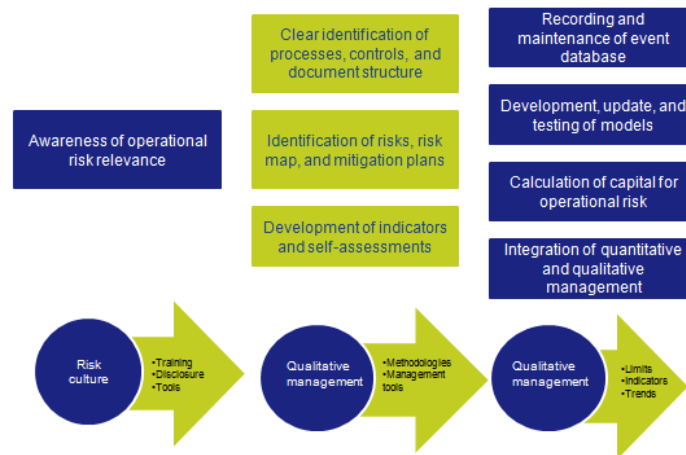 Awareness of operational
risk relevance
Clear identification of
processes, controls, and
document structure
Identification of risks, risk
map, and mitigation plans
Development of indicators
and self-assessments
Recording and
maintenance of event
database
Development, update, and
testing of models
Calculation of capital for
operational risk
Integration of quantitative
and qualitative
management
Risk
culture
•Training
•Disclosure
•Tools
Qualitative
management
•Methodologies
•Management
tools
Qualitative
management
•Limits
•Indicators
•Trends